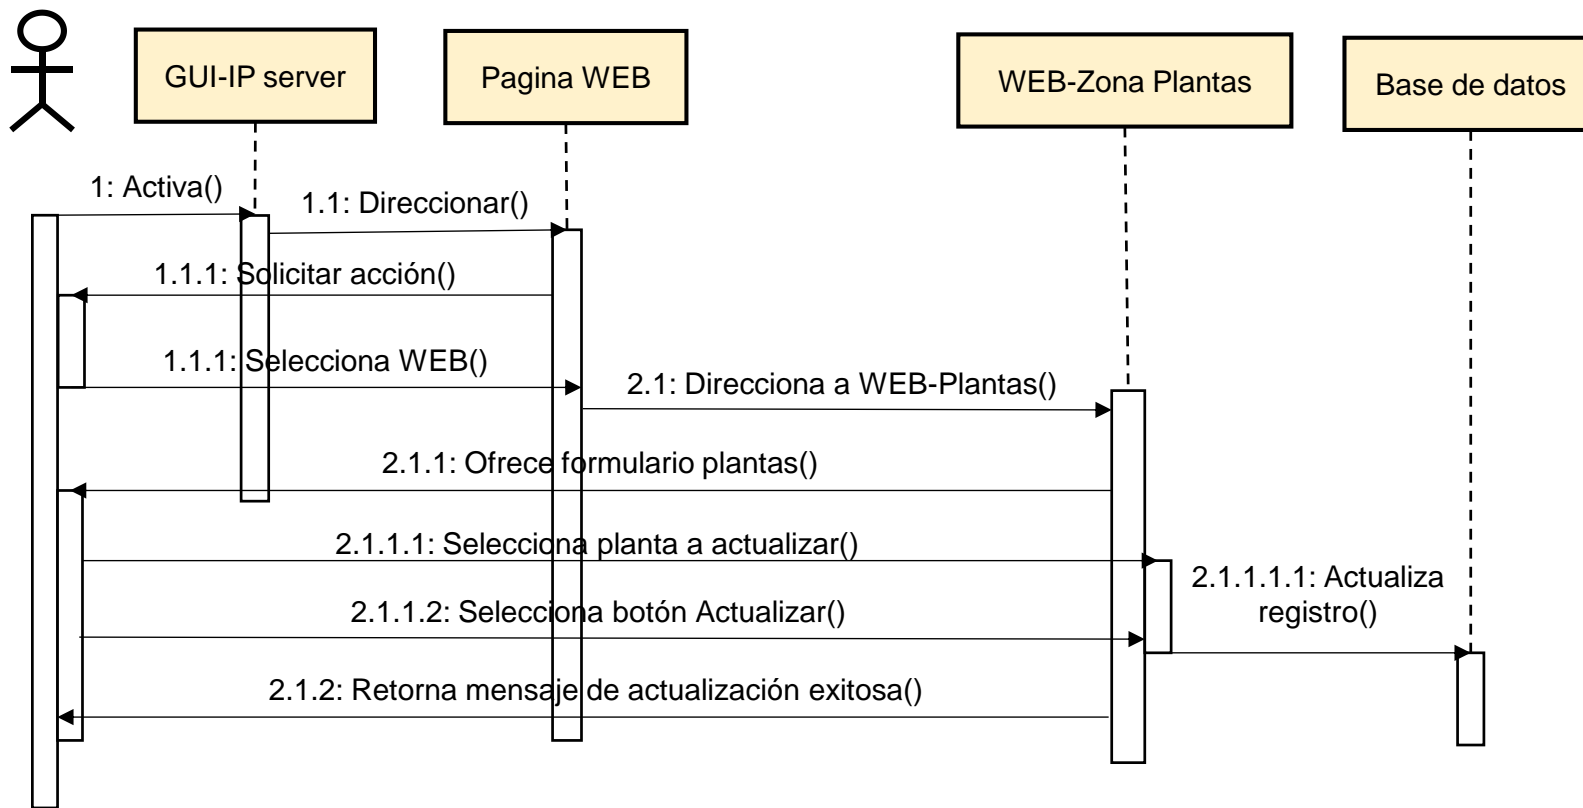 GUI-IP server
Pagina WEB
WEB-Zona Plantas
Base de datos
1: Activa()
1.1: Direccionar()
1.1.1: Solicitar acción()
1.1.1: Selecciona WEB()
2.1: Direcciona a WEB-Plantas()
2.1.1: Ofrece formulario plantas()
2.1.1.1: Selecciona planta a actualizar()
2.1.1.1.1: Actualiza
registro()
2.1.1.2: Selecciona botón Actualizar()
2.1.2: Retorna mensaje de actualización exitosa()